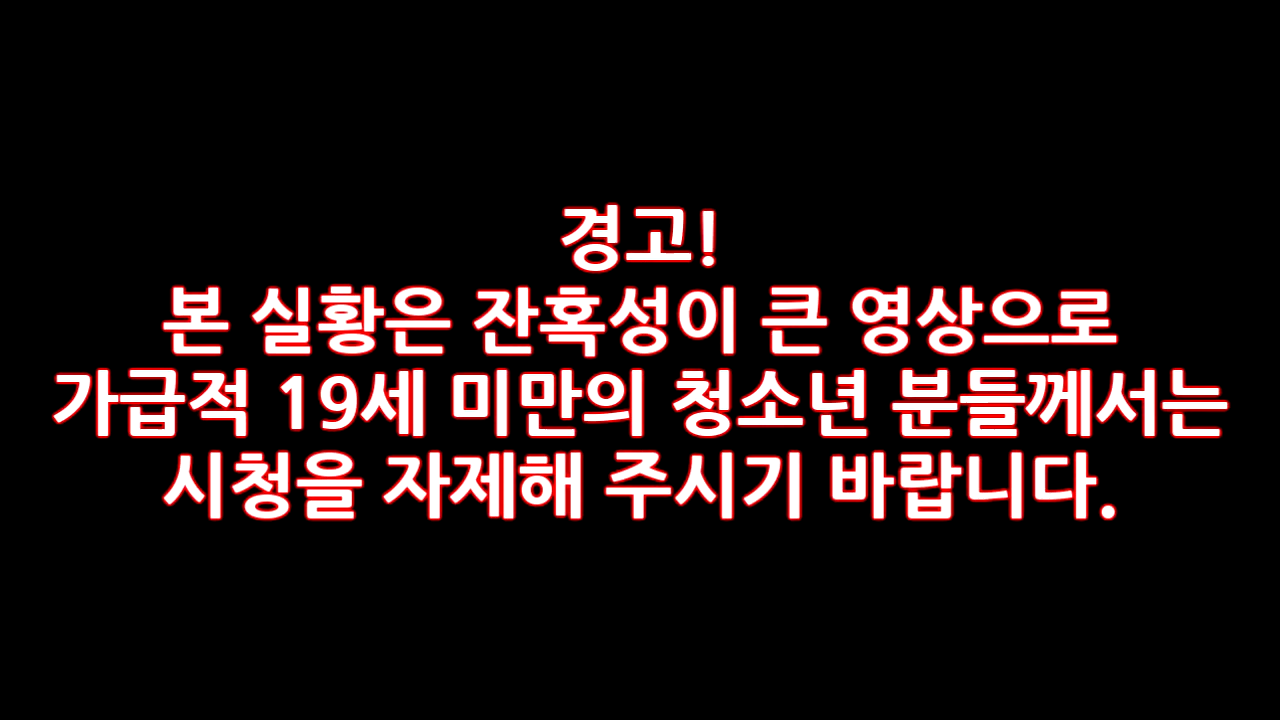 경고!
본 실황은 잔혹성이 큰 영상으로
가급적 19세 미만의 청소년 분들께서는
시청을 자제해 주시기 바랍니다.